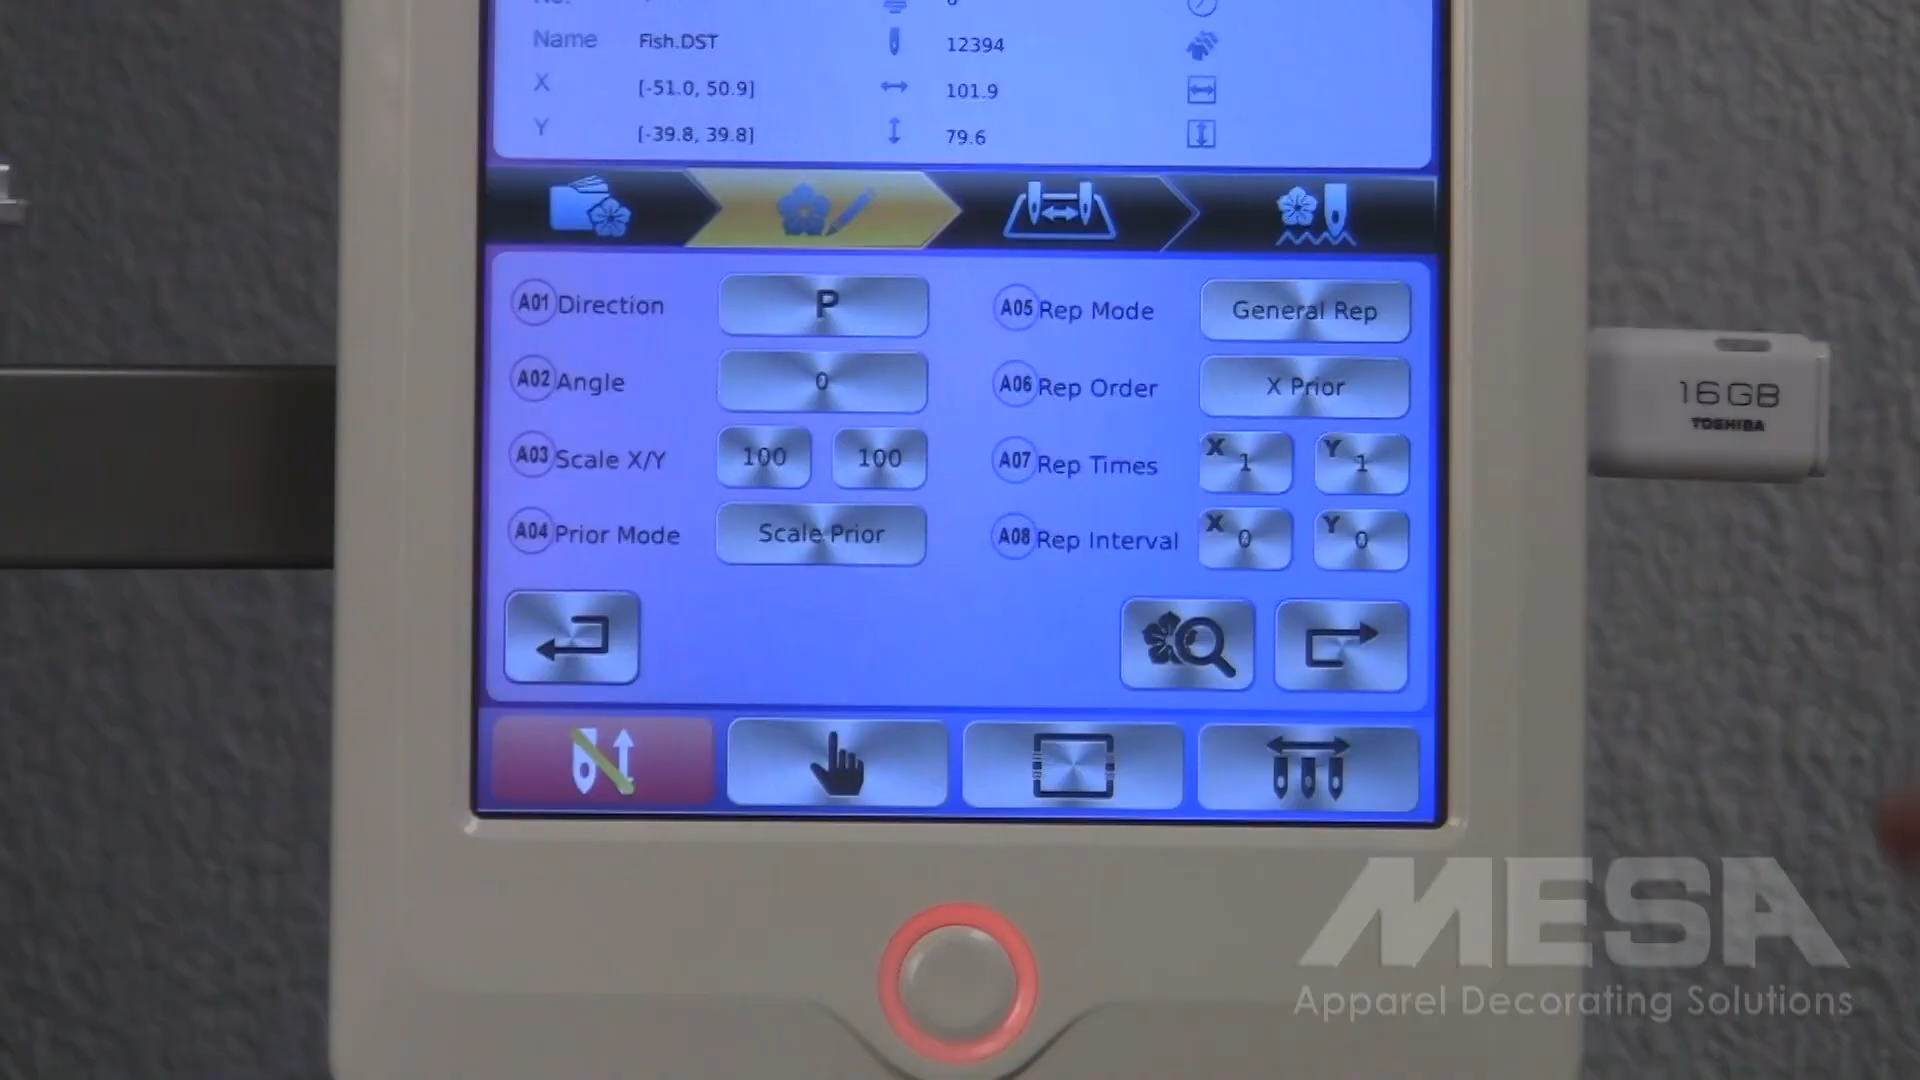 Name Fish.DST 12394
X [-51.0, 50.9] 101.9
Y [-39.8, 39.8] 79.6
A01 Direction P
A02 Angle 0
A03 Scale X/Y 100 100
A04 Prior Mode Scale Prior
A05 Rep Mode General Rep
A06 Rep Order X Prior
A07 Rep Times X 1 Y 1
A08 Rep Interval X 0 Y 0
16GB
TOSHIBA
MESA
Apparel Decorating Solutions